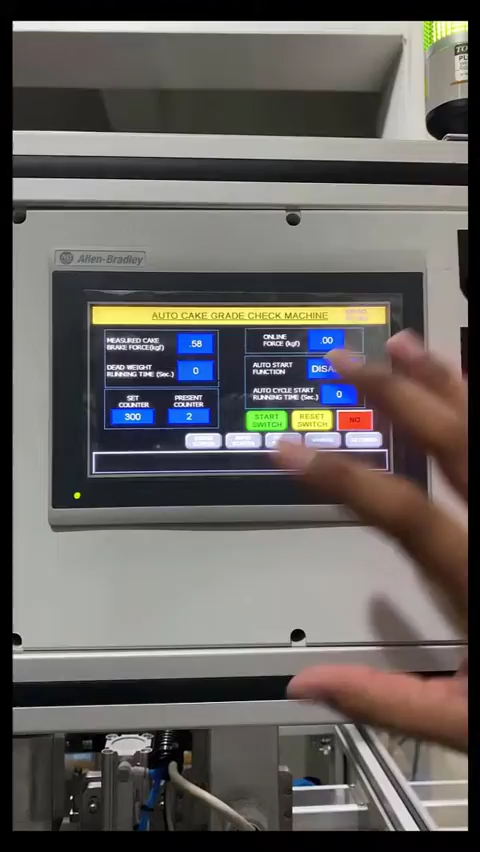 Allen-Bradley
AUTO CAKE GRADE CHECK MACHINE
MEASURED CAKE
BRAKE FORCE(kgf)
.58
DEAD WEIGHT
RUNNING TIME (Sec.)
0
SET
COUNTER
PRESENT
COUNTER
300
2
ONLINE
FORCE (kgf)
.00
AUTO START
FUNCTION
AUTO CYCLE START
RUNNING TIME (Sec.)
0
START
SWITCH
RESET
SWITCH